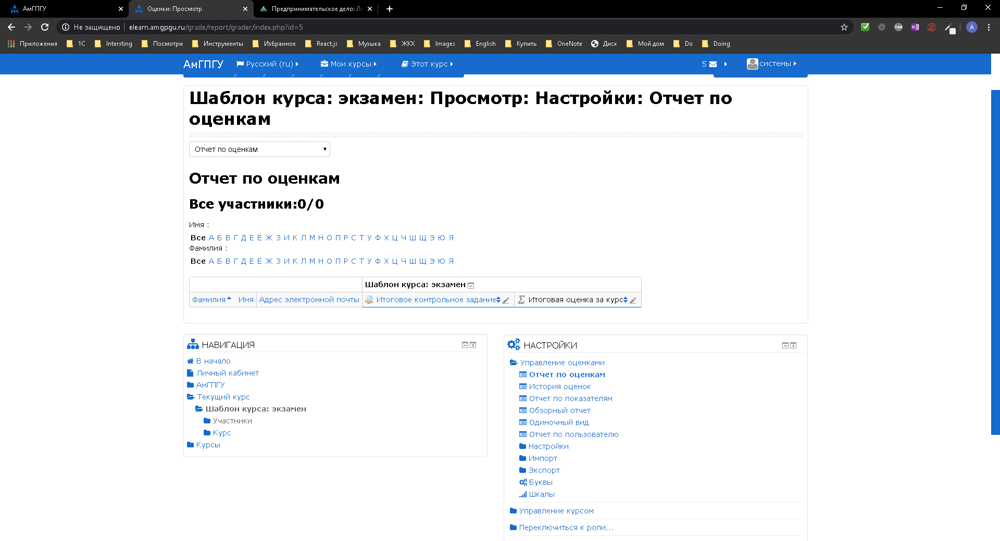 АмГПГУ
Оценки: Просмотр
Предпринимательское дело: Ли
Не защищено
elearn.amgpgu.ru/grade/report/grader/index.php?id=5
Приложения 1С Intersting Посмотри Инструменты Избранное React.js Музыка ЖКХ Images English Купить OneNote Диск Мой дом Do Doing
АмГПГУ Русский (ru) Мои курсы Этот курс 5 системы
Шаблон курса: экзамен: Просмотр: Настройки: Отчет по
оценкам
Отчет по оценкам
Отчет по оценкам
Все участники:0/0
Имя :
Все А Б В Г Д Е Ё Ж З И К Л М Н О П Р С Т У Ф Х Ц Ч Ш Щ Э Ю Я
Фамилия :
Все А Б В Г Д Е Ё Ж З И К Л М Н О П Р С Т У Ф Х Ц Ч Ш Щ Э Ю Я
Шаблон курса: экзамен
Фамилия Имя Адрес электронной почты Итоговое контрольное задание Итоговая оценка за курс
НАВИГАЦИЯ
В начало
Личный кабинет
АмГПГУ
Текущий курс
Шаблон курса: экзамен
Участники
Курс
Курсы
НАСТРОЙКИ
Управление оценками
Отчет по оценкам
История оценок
Отчет по показателям
Обзорный отчет
Одиночный вид
Отчет по пользователю
Настройки
Импорт
Экспорт
Буквы
Шкалы
Управление курсом
Переключиться к роли...